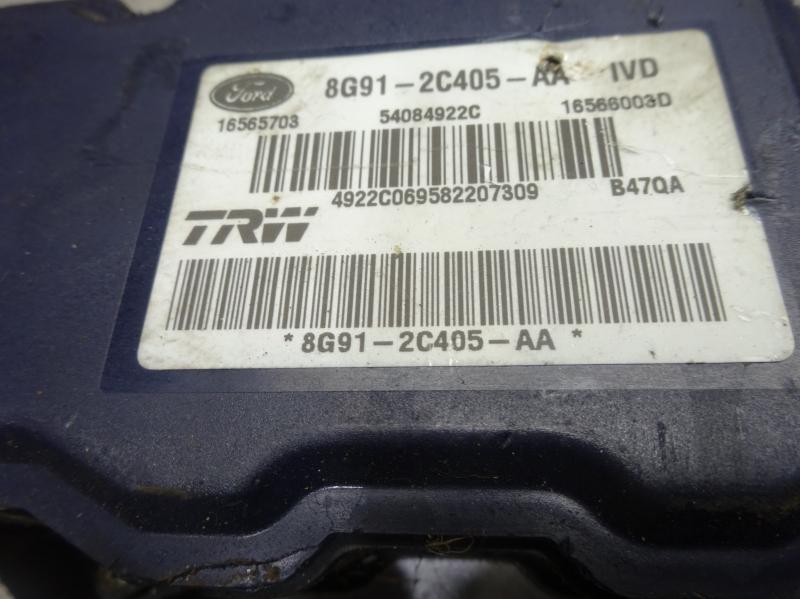 Ford 8G91-2C405-AA IVD
16565703 54084922C 16566003D
4922C069582207309 B47QA
TRW
*8G91-2C405-AA*